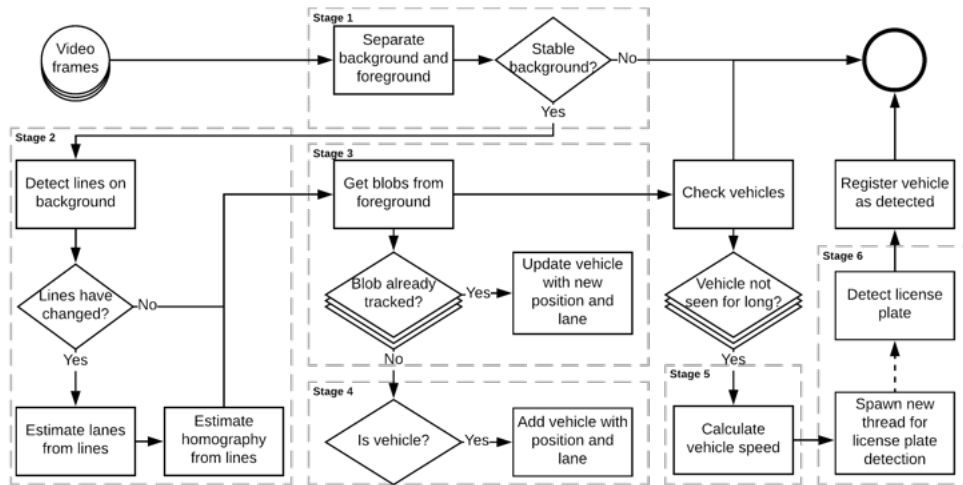 Stage 1
Video
frames
Separate
background and
foreground
Stable
background?
No
Yes
Stage 2
Detect lines on
background
Lines have
changed?
No
Yes
Estimate lanes
from lines
Estimate
homography
from lines
Stage 3
Get blobs from
foreground
Blob already
tracked?
Yes
Update vehicle
with new
position and
lane
No
Stage 4
Is vehicle?
Yes
Add vehicle with
position and
lane
Check vehicles
Vehicle not
seen for long?
Yes
Stage 5
Calculate
vehicle speed
Register vehicle
as detected
Stage 6
Detect license
plate
Spawn new
thread for
license plate
detection